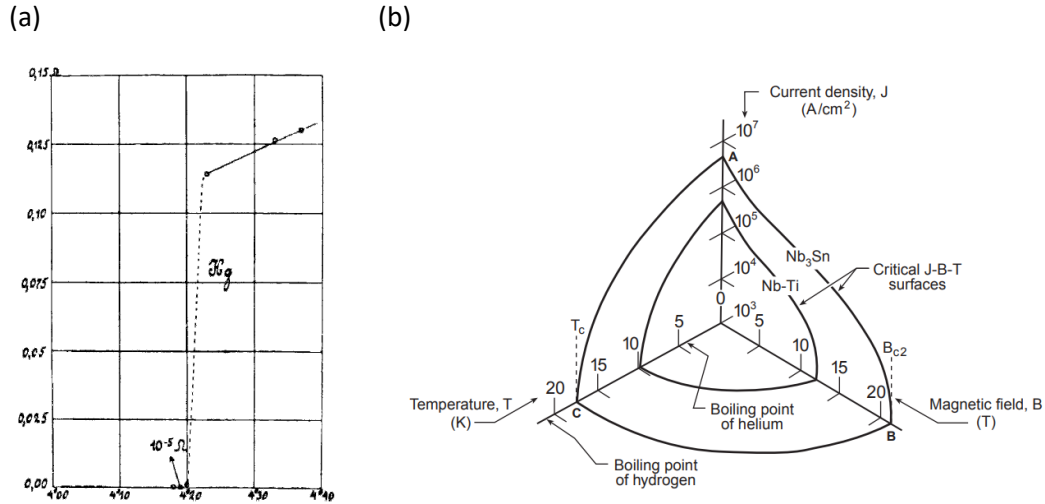 (a)
(b)
0,15 Ω
0,125
0,10
0,075
0,05
0,025
0,00
Hg
10⁻⁵ Ω
4°00 4°10 4°20 4°30 4°40
Current density, J
(A/cm²)
10⁷
A
10⁶
10⁵
10⁴
0
10³
Nb₃Sn
Nb-Ti
Critical J-B-T
surfaces
T_c
5
10
15
20
C
Temperature, T
(K)
Boiling point
of helium
Boiling point
of hydrogen
5
10
15
20
B_c2
B
Magnetic field, B
(T)